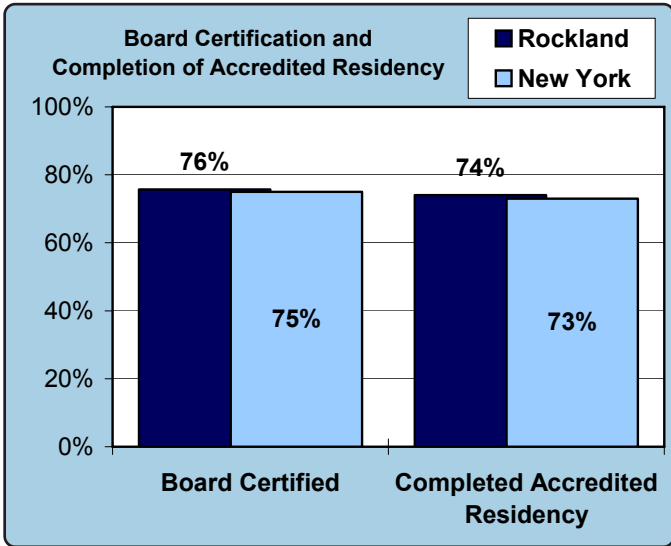 Board Certification and
Completion of Accredited Residency
Rockland
New York
100%
80%
60%
40%
20%
0%
76%
75%
74%
73%
Board Certified
Completed Accredited
Residency